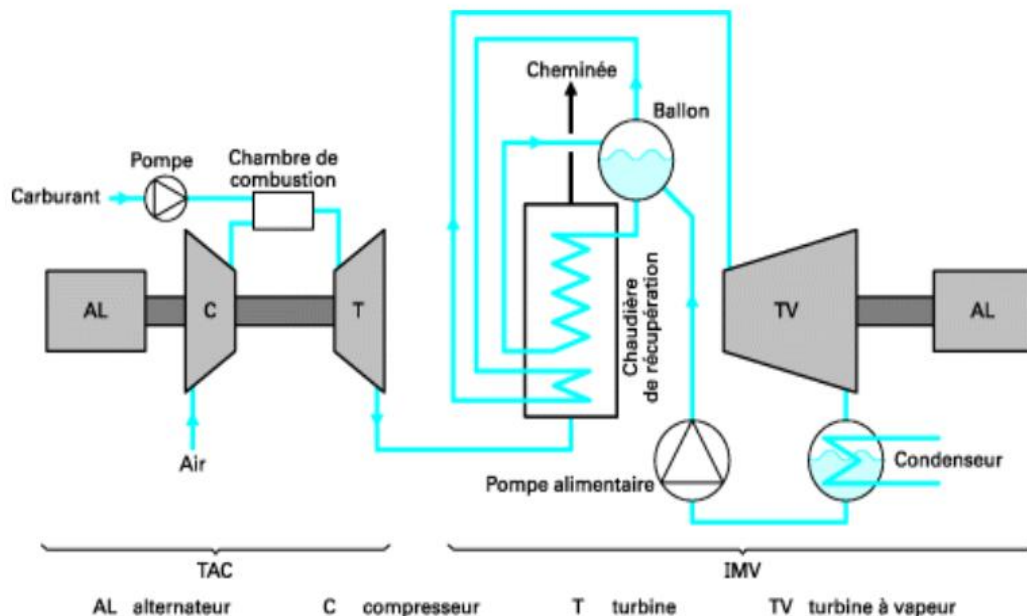 Cheminée
Ballon
Pompe
Chambre de
combustion
Carburant
AL
C
T
Chaudière
de récupération
TV
AL
Air
Pompe alimentaire
Condenseur
TAC
IMV
AL alternateur C compresseur T turbine TV turbine à vapeur